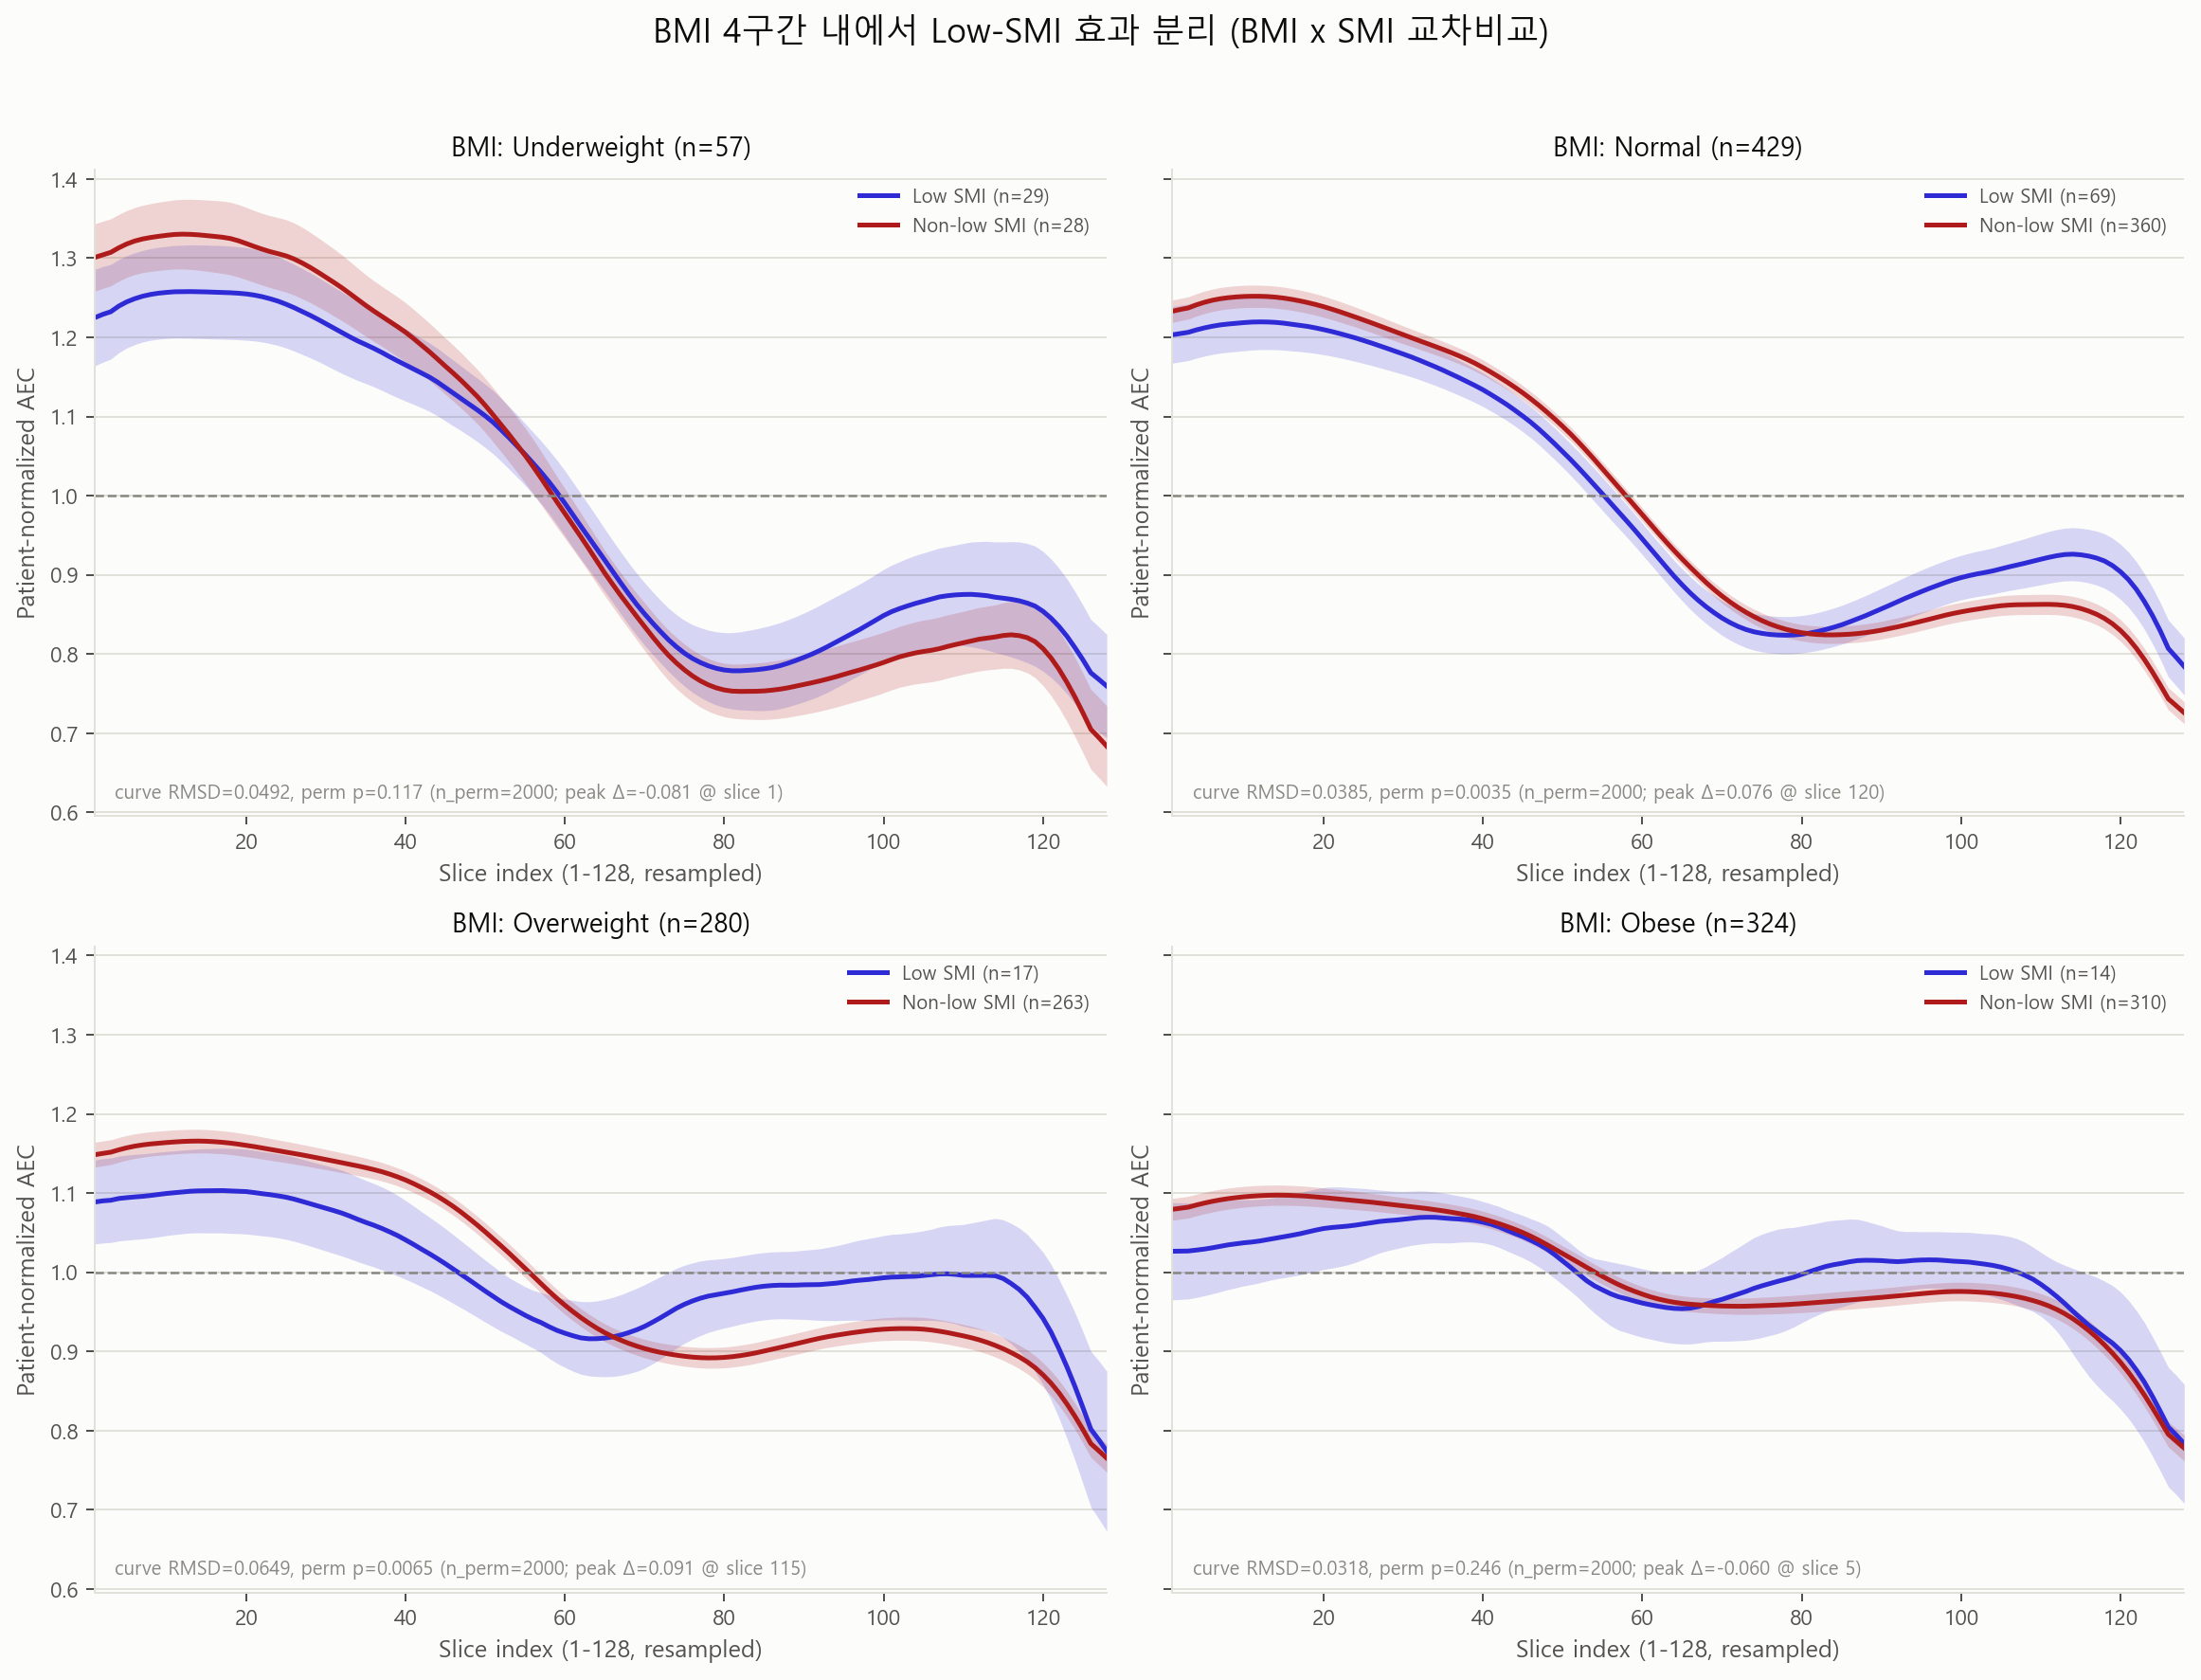 BMI 4구간 내에서 Low-SMI 효과 분리 (BMI x SMI 교차비교)
BMI: Underweight (n=57)
Low SMI (n=29)
Non-low SMI (n=28)
Patient-normalized AEC
1.4
1.3
1.2
1.1
1.0
0.9
0.8
0.7
0.6
curve RMSD=0.0492, perm p=0.117 (n_perm=2000; peak Δ=-0.081 @ slice 1)
20 40 60 80 100 120
Slice index (1-128, resampled)
BMI: Normal (n=429)
Low SMI (n=69)
Non-low SMI (n=360)
Patient-normalized AEC
curve RMSD=0.0385, perm p=0.0035 (n_perm=2000; peak Δ=0.076 @ slice 120)
20 40 60 80 100 120
Slice index (1-128, resampled)
BMI: Overweight (n=280)
Low SMI (n=17)
Non-low SMI (n=263)
Patient-normalized AEC
1.4
1.3
1.2
1.1
1.0
0.9
0.8
0.7
0.6
curve RMSD=0.0649, perm p=0.0065 (n_perm=2000; peak Δ=0.091 @ slice 115)
20 40 60 80 100 120
Slice index (1-128, resampled)
BMI: Obese (n=324)
Low SMI (n=14)
Non-low SMI (n=310)
Patient-normalized AEC
curve RMSD=0.0318, perm p=0.246 (n_perm=2000; peak Δ=-0.060 @ slice 5)
20 40 60 80 100 120
Slice index (1-128, resampled)